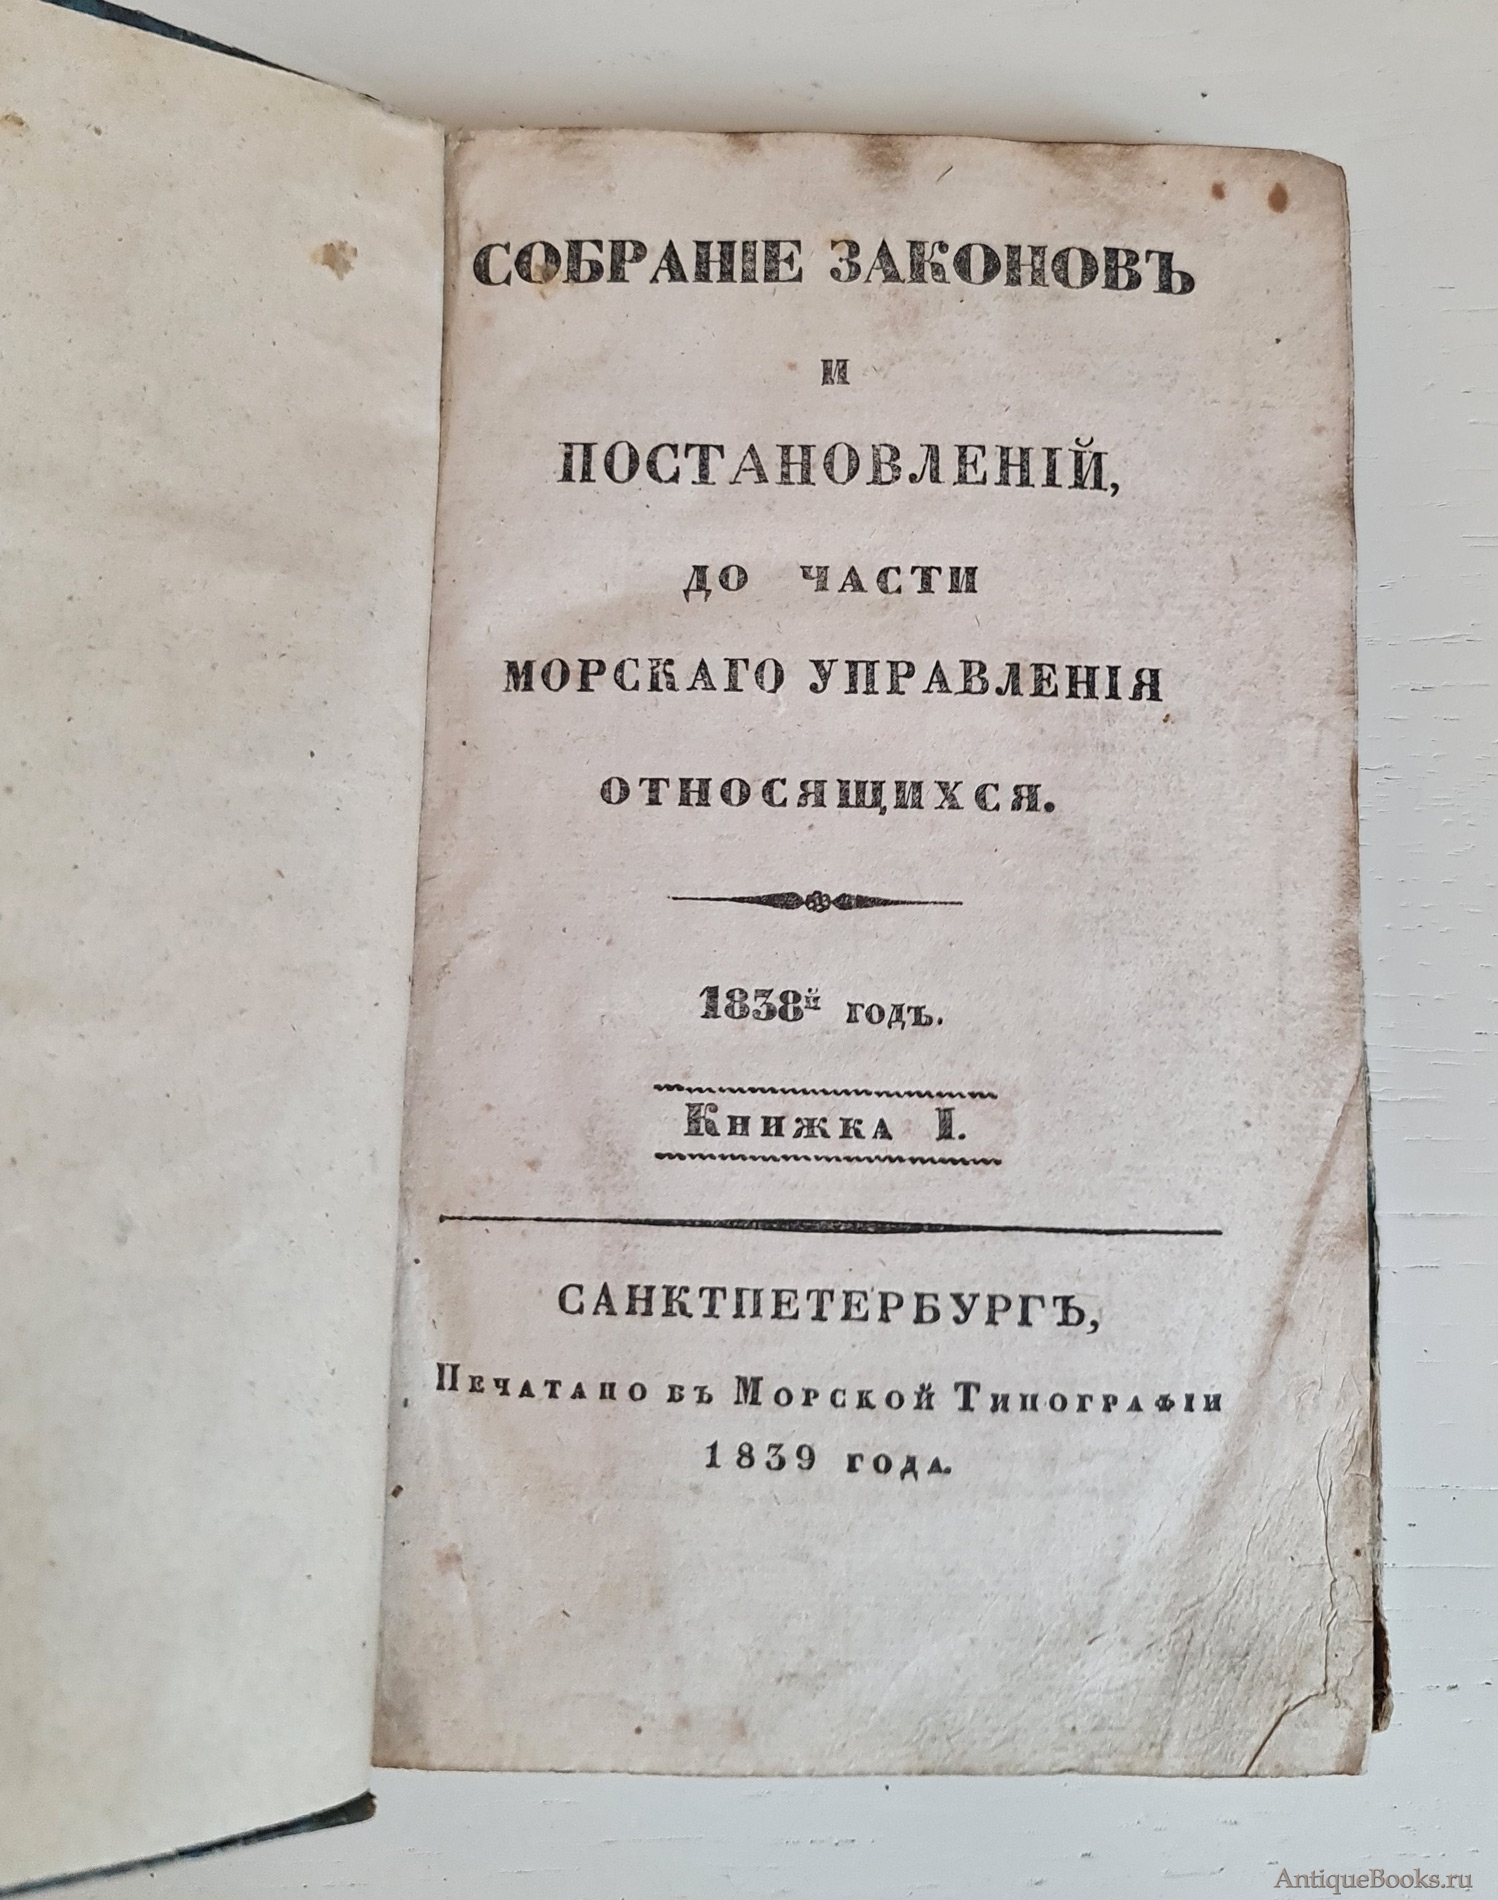 СОБРАНІЕ ЗАКОНОВЪ
И
ПОСТАНОВЛЕНІЙ,
ДО ЧАСТИ
МОРСКАГО УПРАВЛЕНІЯ
ОТНОСЯЩИХСЯ.
1838й годъ.
Книжка I.
САНКТПЕТЕРБУРГЪ,
Печатано въ Морской Типографіи
1839 года.
AntiqueBooks.ru